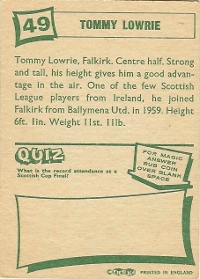 49
TOMMY LOWRIE
Tommy Lowrie, Falkirk. Centre half. Strong
and tall, his height gives him a good advan-
tage in the air. One of the few Scottish
League players from Ireland, he joined
Falkirk from Ballymena Utd. in 1959. Height
6ft. 1in. Weight 11st. 11lb.
QUIZ
What is the record attendance at a
Scottish Cup Final?
FOR MAGIC
ANSWER
RUB COIN
OVER BLANK
SPACE
PRINTED IN ENGLAND